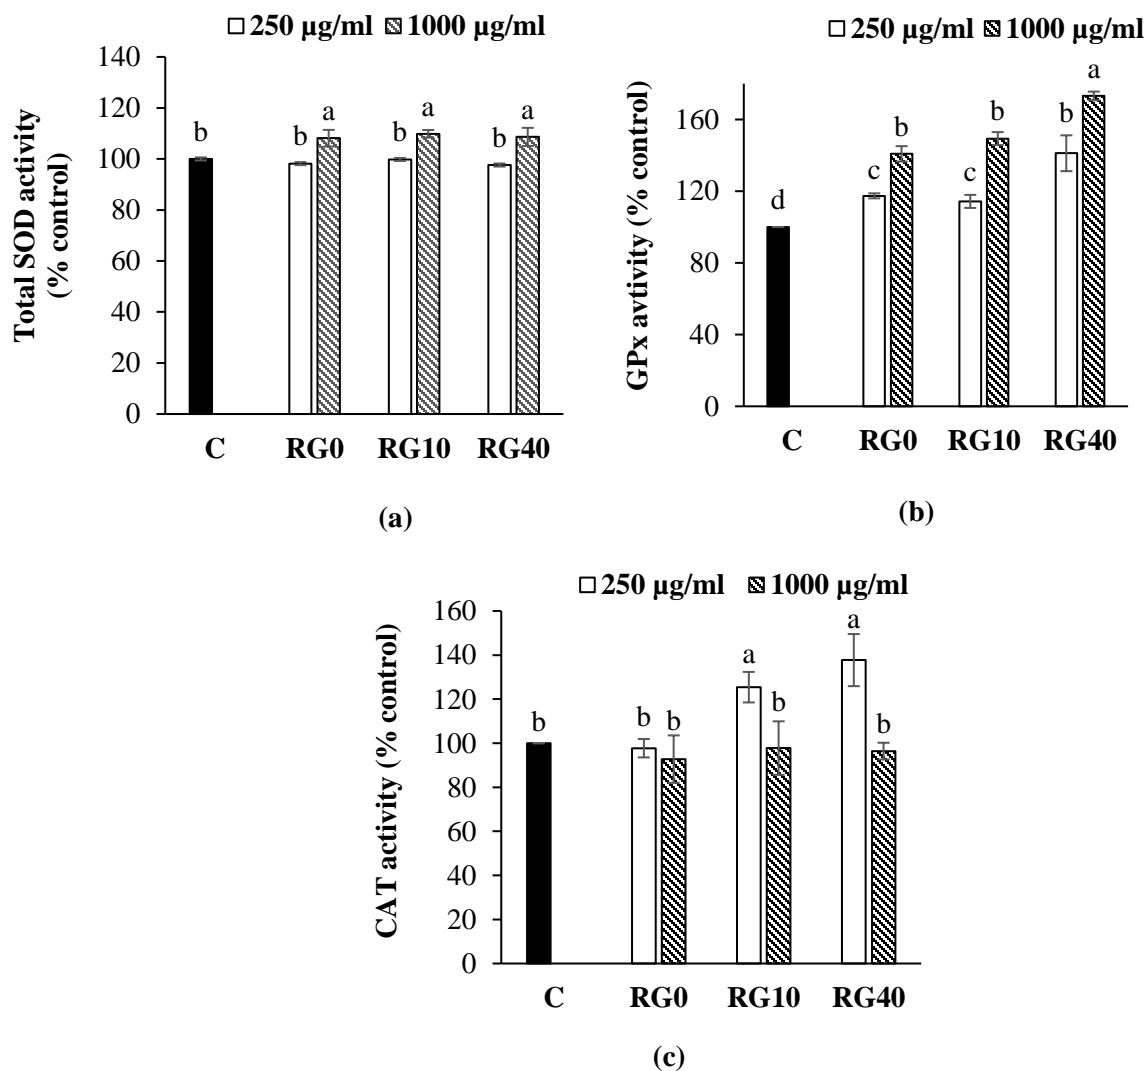 250 µg/ml 1000 µg/ml
140
120
100
80
60
40
20
0
Total SOD activity
(% control)
b
b
a
b
a
b
a
C RG0 RG10 RG40
(a)
250 µg/ml 1000 µg/ml
160
120
80
40
0
GPx avtivity (% control)
d
c
b
c
b
b
a
C RG0 RG10 RG40
(b)
250 µg/ml 1000 µg/ml
160
140
120
100
80
60
40
20
0
CAT activity (% control)
b
b
b
a
b
a
b
C RG0 RG10 RG40
(c)